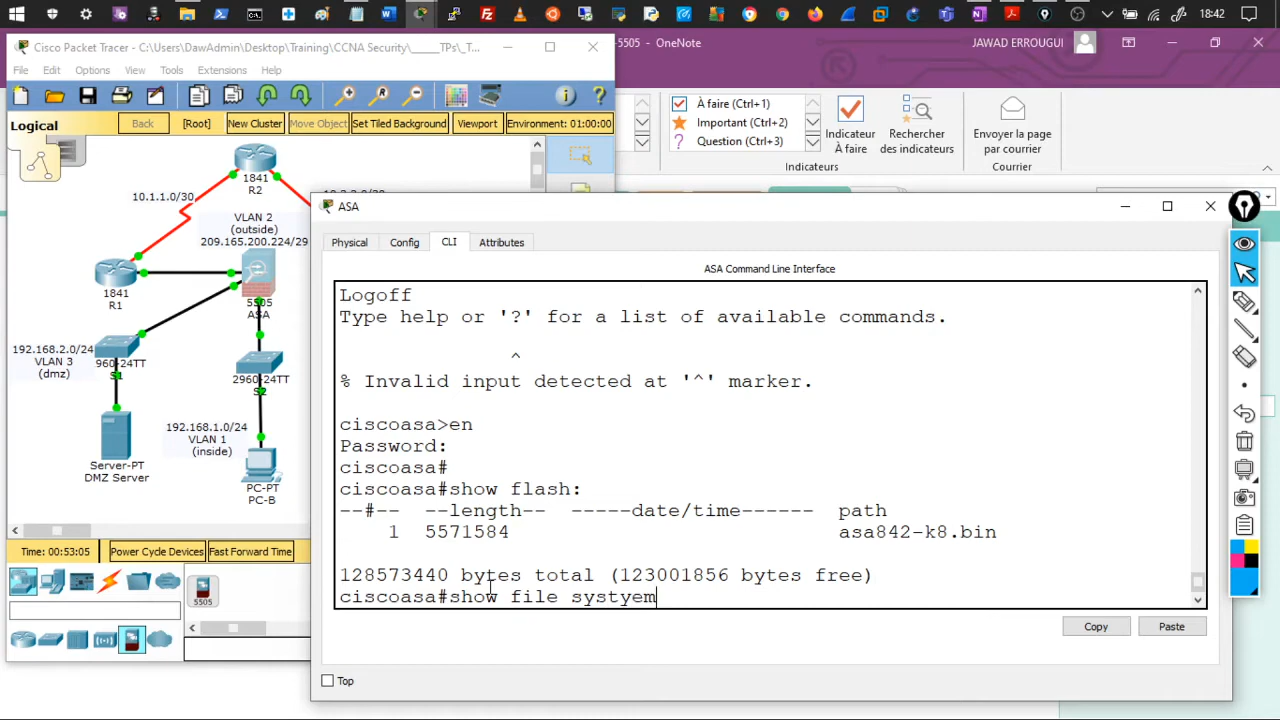 18:42
Cisco Packet Tracer - C:\Users\DawAdmin\Desktop\Training\CCNA Security\_____TPs\_T...
-5505 - OneNote
JAWAD ERROUGUI
File Edit Options View Tools Extensions Help
Logical
Back
[Root]
New Cluster
Move Object
Set Tiled Background
Viewport
Environment: 01:00:00
À faire (Ctrl+1)
Important (Ctrl+2)
Question (Ctrl+3)
Indicateur
À faire
Rechercher
des indicateurs
Envoyer la page
par courrier
Indicateurs
Courrier
1841
R2
10.1.1.0/30
VLAN 2
(outside)
209.165.200.224/29
1841
R1
5505
ASA
192.168.2.0/24
VLAN 3
(dmz)
960-24TT
S1
2960-24TT
S2
192.168.1.0/24
VLAN 1
(inside)
Server-PT
DMZ Server
PC-PT
PC-B
Time: 00:53:05
Power Cycle Devices
Fast Forward Time
5505
ASA
Physical Config CLI Attributes
ASA Command Line Interface
Logoff
Type help or '?' for a list of available commands.
^
% Invalid input detected at '^' marker.
ciscoasa>en
Password:
ciscoasa#
ciscoasa#show flash:
--#-- --length-- -----date/time------ path
1 5571584 asa842-k8.bin
128573440 bytes total (123001856 bytes free)
ciscoasa#show file systyem
Copy
Paste
Top